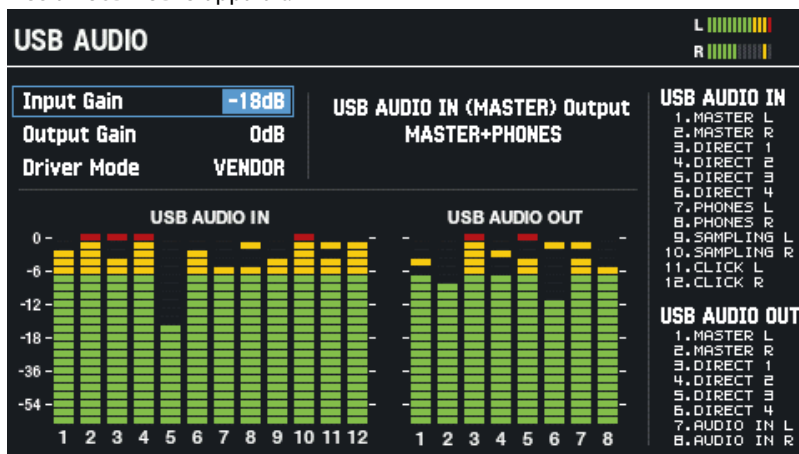 USB AUDIO
L
R
Input Gain -18dB
Output Gain 0dB
Driver Mode VENDOR
USB AUDIO IN (MASTER) Output
MASTER+PHONES
USB AUDIO IN
0
-6
-12
-18
-36
-54
1 2 3 4 5 6 7 8 9 10 11 12
USB AUDIO OUT
1 2 3 4 5 6 7 8
USB AUDIO IN
1.MASTER L
2.MASTER R
3.DIRECT 1
4.DIRECT 2
5.DIRECT 3
6.DIRECT 4
7.PHONES L
8.PHONES R
9.SAMPLING L
10.SAMPLING R
11.CLICK L
12.CLICK R
USB AUDIO OUT
1.MASTER L
2.MASTER R
3.DIRECT 1
4.DIRECT 2
5.DIRECT 3
6.DIRECT 4
7.AUDIO IN L
8.AUDIO IN R